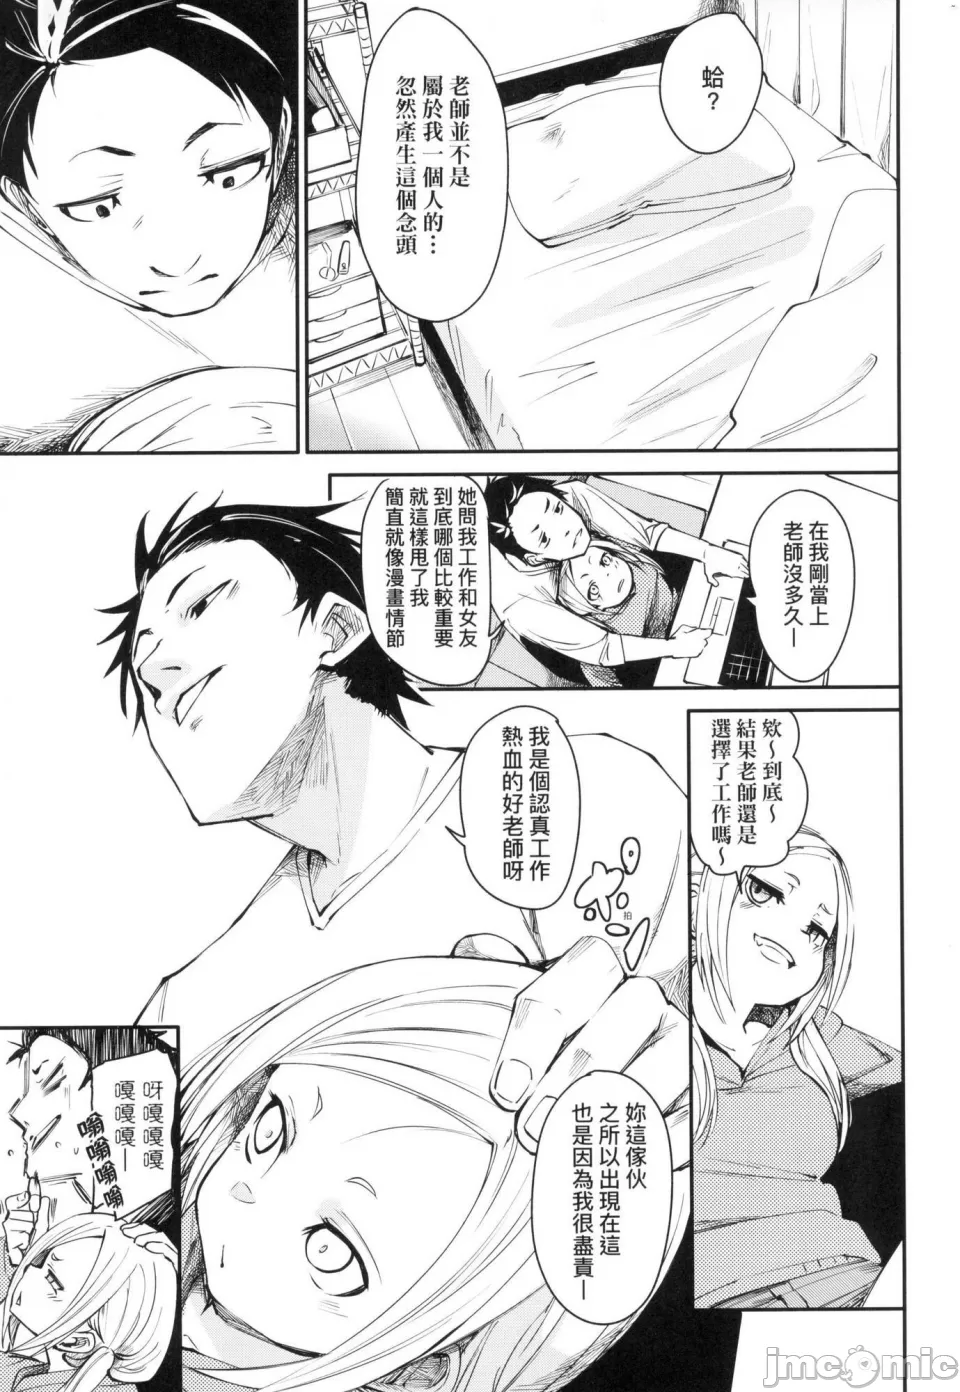 蛤？
老師並不是
屬於我一個人的…
忽然產生這個念頭
在我剛當上
老師沒多久—
她問我工作和女友
到底哪個比較重要
就這樣甩了我
簡直就像漫畫情節
欸～到底～
結果老師還是
選擇了工作嗎～
我是個認真工作
熱血的好老師呀
ポン
拍
妳這傢伙
之所以出現在這
也是因為我很盡責—
呀嘎嘎嘎
嘎嘎嘎—
嗡嗡嗡嗡
jmcomic